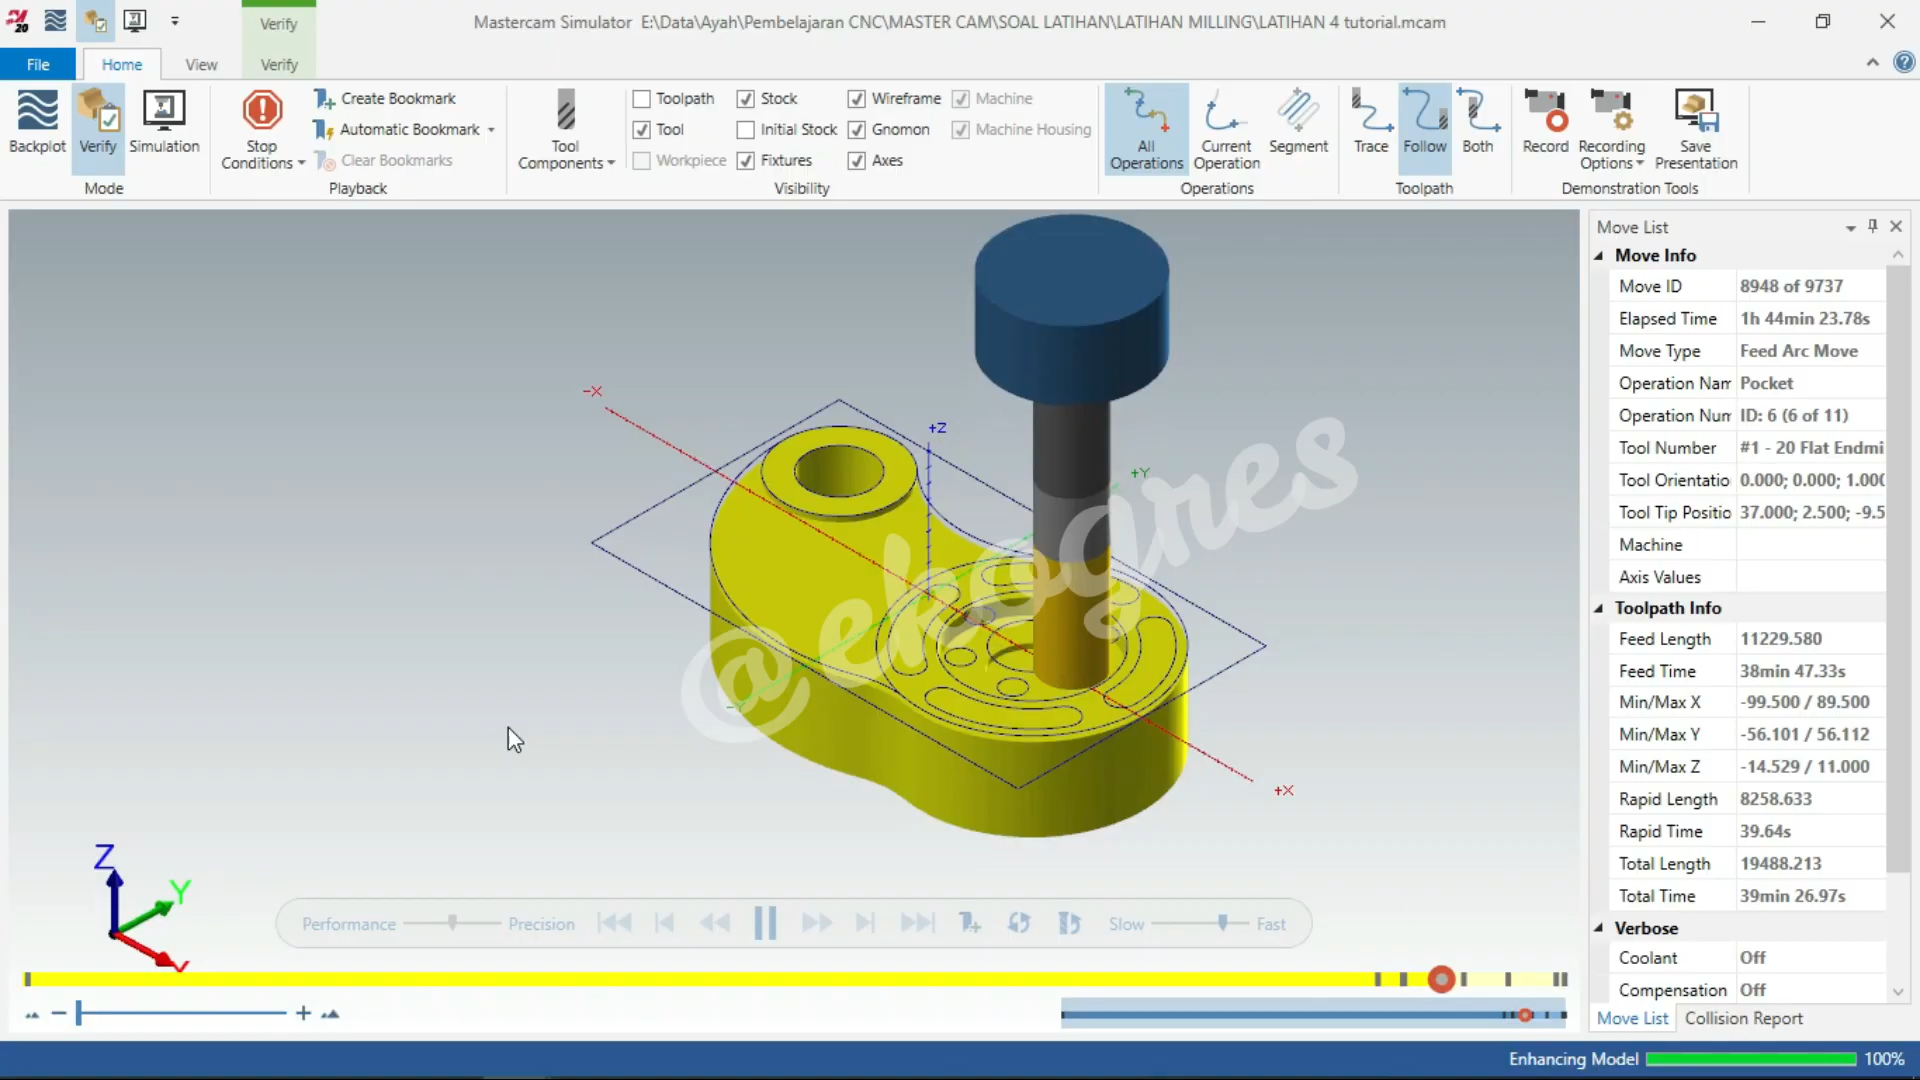 20
Mastercam Simulator E:\Data\Ayah\Pembelajaran CNC\MASTER CAM\SOAL LATIHAN\LATIHAN MILLING\LATIHAN 4 tutorial.mcam
Verify
File
Home
View
Verify
Backplot
Verify
Simulation
Mode
Stop
Conditions
Create Bookmark
Automatic Bookmark
Clear Bookmarks
Playback
Tool
Components
Toolpath
Stock
Wireframe
Machine
Tool
Initial Stock
Gnomon
Machine Housing
Workpiece
Fixtures
Axes
Visibility
All
Operations
Current
Operation
Segment
Operations
Trace
Follow
Both
Toolpath
Record
Recording
Options
Save
Presentation
Demonstration Tools
-X
+Z
+Y
-Y
+X
@ekogres
Z
Y
Performance
Precision
Slow
Fast
Move List
Move Info
Move ID 8948 of 9737
Elapsed Time 1h 44min 23.78s
Move Type Feed Arc Move
Operation Nam Pocket
Operation Num ID: 6 (6 of 11)
Tool Number #1 - 20 Flat Endmi
Tool Orientatio 0.000; 0.000; 1.000
Tool Tip Positio 37.000; 2.500; -9.5
Machine
Axis Values
Toolpath Info
Feed Length 11229.580
Feed Time 38min 47.33s
Min/Max X -99.500 / 89.500
Min/Max Y -56.101 / 56.112
Min/Max Z -14.529 / 11.000
Rapid Length 8258.633
Rapid Time 39.64s
Total Length 19488.213
Total Time 39min 26.97s
Verbose
Coolant Off
Compensation Off
Move List
Collision Report
Enhancing Model
100%